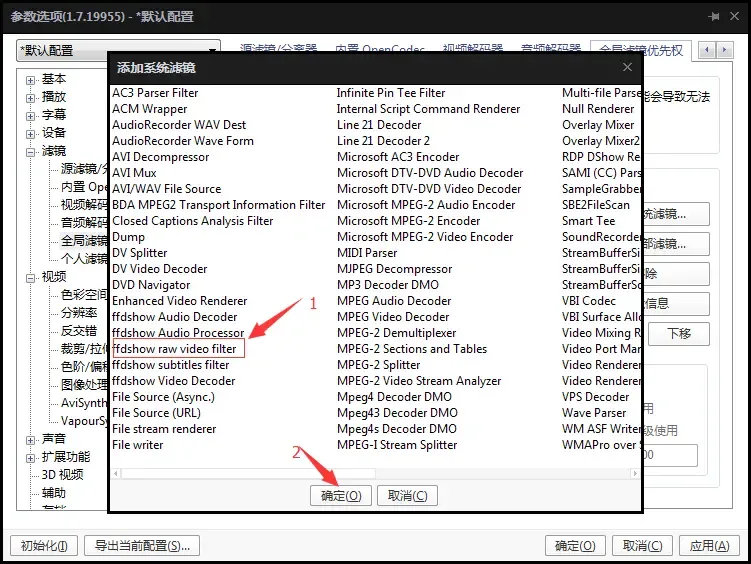 参数选项(1.7.19955) - *默认配置
*默认配置
源滤镜/分离器 内置 OpenCodec 视频解码器 音频解码器 全局滤镜优先权
基本
播放
字幕
设备
滤镜
源滤镜/分
内置 Ope
视频解码
音频解码
全局滤镜
个人滤镜
视频
色彩空间
分辨率
反交错
裁剪/拉伸
色阶/偏移
图像处理
AviSynth
VapourSy
声音
扩展功能
3D 视频
辅助
添加系统滤镜
AC3 Parser Filter
ACM Wrapper
AudioRecorder WAV Dest
AudioRecorder Wave Form
AVI Decompressor
AVI Mux
AVI/WAV File Source
BDA MPEG2 Transport Information Filter
Closed Captions Analysis Filter
Dump
DV Splitter
DV Video Decoder
DVD Navigator
Enhanced Video Renderer
ffdshow Audio Decoder
ffdshow Audio Processor
ffdshow raw video filter
ffdshow subtitles filter
ffdshow Video Decoder
File Source (Async.)
File Source (URL)
File stream renderer
File writer
Infinite Pin Tee Filter
Internal Script Command Renderer
Line 21 Decoder
Line 21 Decoder 2
Microsoft AC3 Encoder
Microsoft DTV-DVD Audio Decoder
Microsoft DTV-DVD Video Decoder
Microsoft MPEG-2 Audio Encoder
Microsoft MPEG-2 Encoder
Microsoft MPEG-2 Video Encoder
MIDI Parser
MJPEG Decompressor
MP3 Decoder DMO
MPEG Audio Decoder
MPEG Video Decoder
MPEG-2 Demultiplexer
MPEG-2 Sections and Tables
MPEG-2 Splitter
MPEG-2 Video Stream Analyzer
Mpeg4 Decoder DMO
Mpeg43 Decoder DMO
Mpeg4s Decoder DMO
MPEG-I Stream Splitter
Multi-file Parse
Null Renderer
Overlay Mixer
Overlay Mixer2
RDP DShow Re
SAMI (CC) Pars
SampleGrabber
SBE2FileScan
Smart Tee
SoundRecorder
StreamBufferSi
StreamBufferSi
StreamBufferSo
VBI Codec
VBI Surface Allo
Video Mixing R
Video Port Man
Video Renderer
Video Renderer
VPS Decoder
Wave Parser
WM ASF Writer
WMAPro over S
1
2
确定(O) 取消(C)
能会导致无法
统滤镜...
部滤镜...
除
信息
下移
用
级使用
00
初始化(I) 导出当前配置(S)... 确定(O) 取消(C) 应用(A)